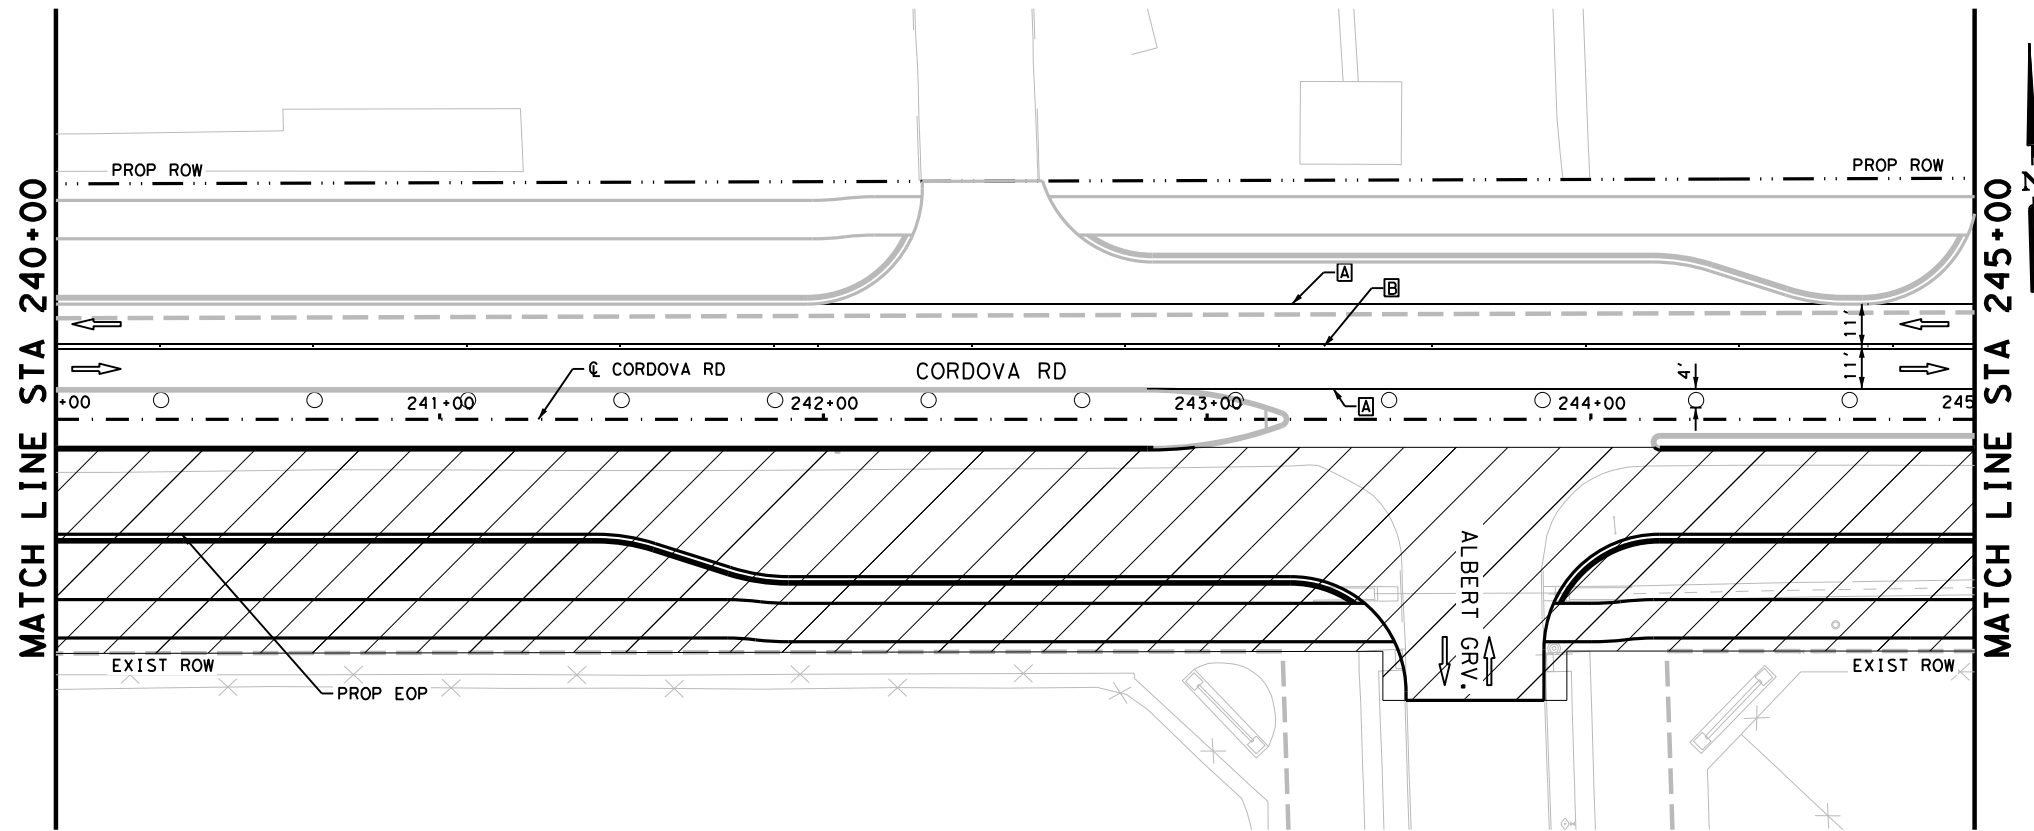 PROP ROW
PROP ROW
MATCH LINE STA 240+00
MATCH LINE STA 245+00
N
A
B
11'
11'
4'
℄ CORDOVA RD
CORDOVA RD
+00
241+00
242+00
243+00
244+00
245
A
ALBERT GRV.
EXIST ROW
EXIST ROW
PROP EOP